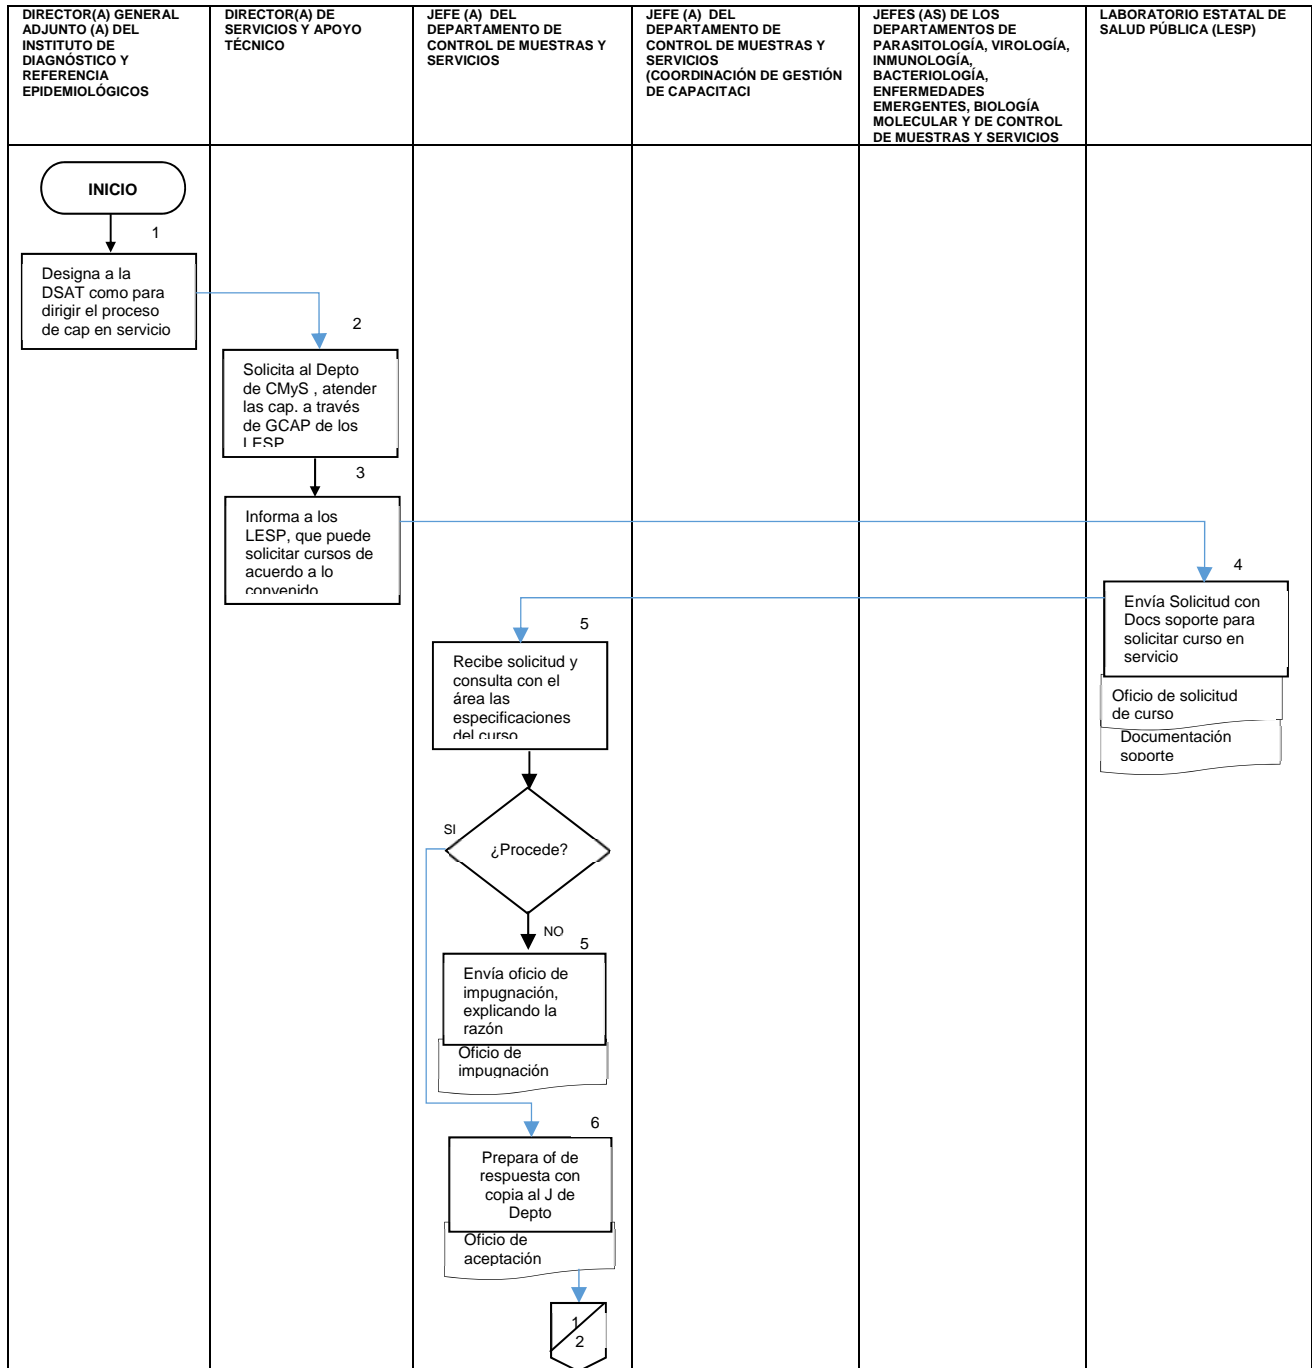 DIRECTOR(A) GENERAL
ADJUNTO (A) DEL
INSTITUTO DE
DIAGNÓSTICO Y
REFERENCIA
EPIDEMIOLÓGICOS
DIRECTOR(A) DE
SERVICIOS Y APOYO
TÉCNICO
JEFE (A) DEL
DEPARTAMENTO DE
CONTROL DE MUESTRAS Y
SERVICIOS
JEFE (A) DEL
DEPARTAMENTO DE
CONTROL DE MUESTRAS Y
SERVICIOS
(COORDINACIÓN DE GESTIÓN
DE CAPACITACI
JEFES (AS) DE LOS
DEPARTAMENTOS DE
PARASITOLOGÍA, VIROLOGÍA,
INMUNOLOGÍA,
BACTERIOLOGÍA,
ENFERMEDADES
EMERGENTES, BIOLOGÍA
MOLECULAR Y DE CONTROL
DE MUESTRAS Y SERVICIOS
LABORATORIO ESTATAL DE
SALUD PÚBLICA (LESP)
INICIO
1
Designa a la
DSAT como para
dirigir el proceso
de cap en servicio
2
Solicita al Depto
de CMyS , atender
las cap. a través
de GCAP de los
LESP
3
Informa a los
LESP, que puede
solicitar cursos de
acuerdo a lo
convenido
4
Envía Solicitud con
Docs soporte para
solicitar curso en
servicio
Oficio de solicitud
de curso
Documentación
soporte
5
Recibe solicitud y
consulta con el
área las
especificaciones
del curso
SI
¿Procede?
NO
5
Envía oficio de
impugnación,
explicando la
razón
Oficio de
impugnación
6
Prepara of de
respuesta con
copia al J de
Depto
Oficio de
aceptación
1
2